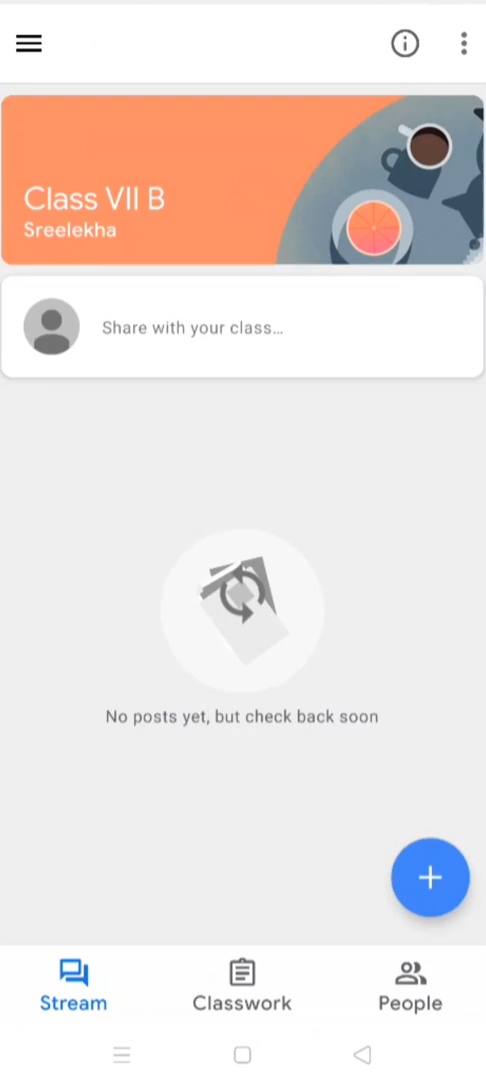 Class VII B
Sreelekha
Share with your class...
No posts yet, but check back soon
Stream
Classwork
People